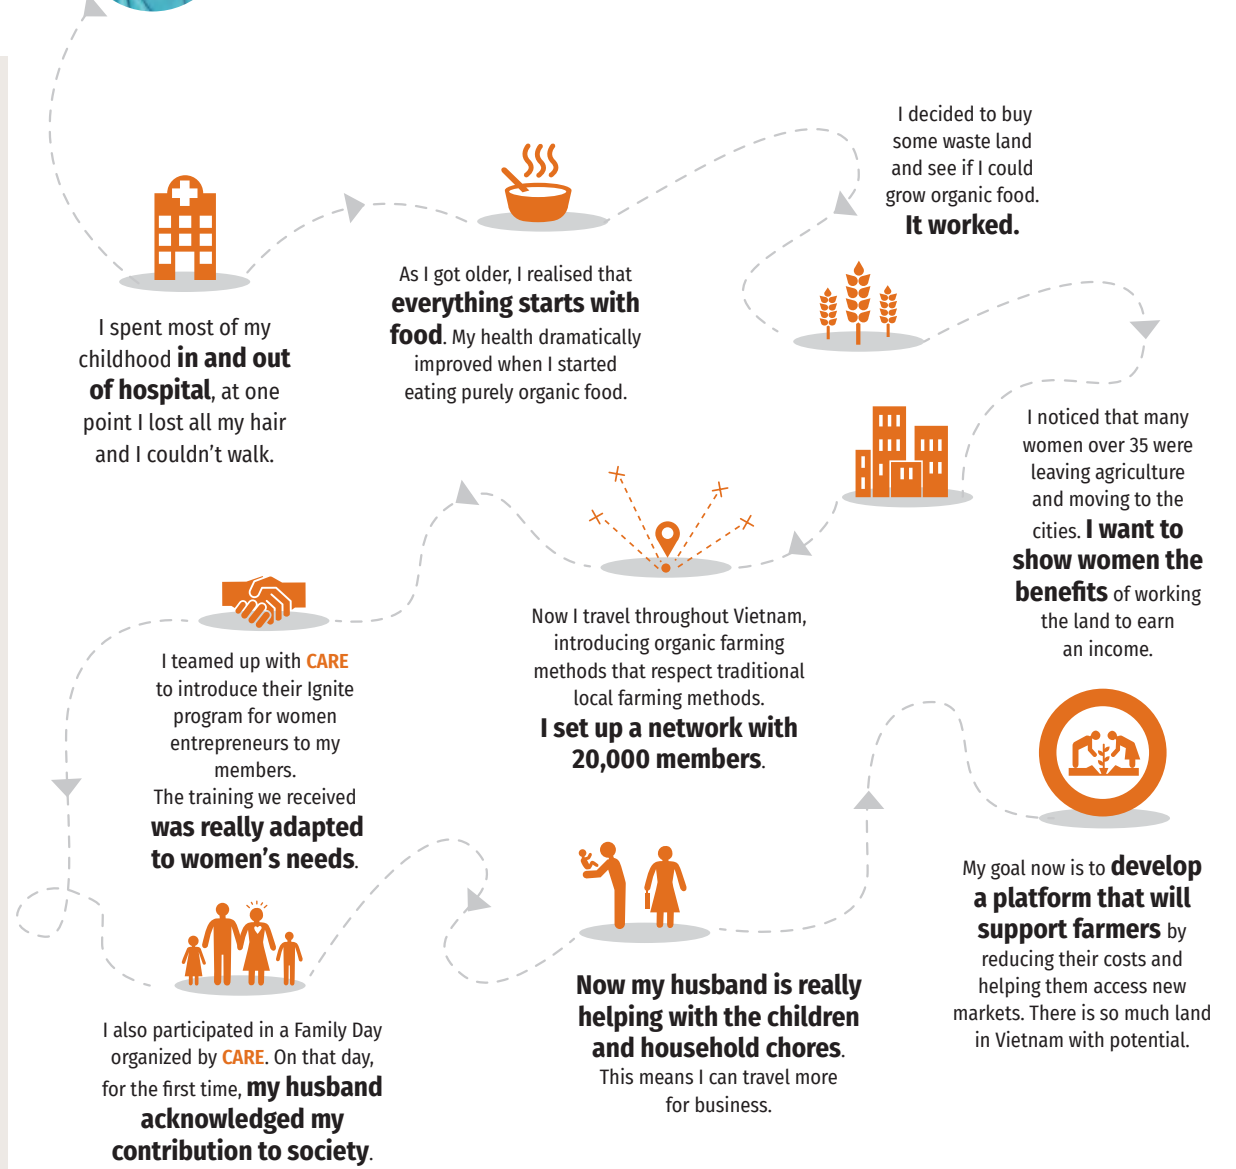 I spent most of my
childhood in and out
of hospital, at one
point I lost all my hair
and I couldn't walk.
As I got older, I realised that
everything starts with
food. My health dramatically
improved when I started
eating purely organic food.
I decided to buy
some waste land
and see if I could
grow organic food.
It worked.
I noticed that many
women over 35 were
leaving agriculture
and moving to the
cities. I want to
show women the
benefits of working
the land to earn
an income.
Now I travel throughout Vietnam,
introducing organic farming
methods that respect traditional
local farming methods.
I set up a network with
20,000 members.
I teamed up with CARE
to introduce their Ignite
program for women
entrepreneurs to my
members.
The training we received
was really adapted
to women's needs.
I also participated in a Family Day
organized by CARE. On that day,
for the first time, my husband
acknowledged my
contribution to society.
Now my husband is really
helping with the children
and household chores.
This means I can travel more
for business.
My goal now is to develop
a platform that will
support farmers by
reducing their costs and
helping them access new
markets. There is so much land
in Vietnam with potential.